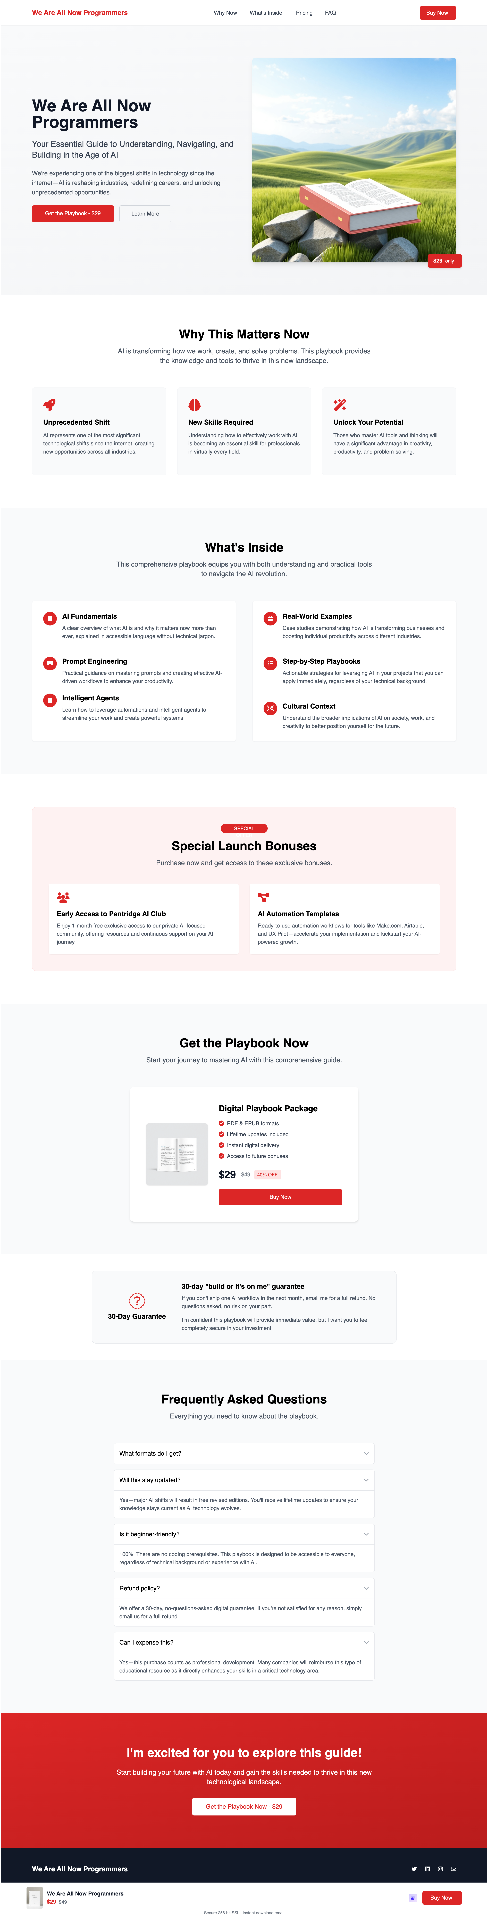 We Are All Now Programmers
Why Now
What's Inside
Pricing
FAQ
Buy Now
We Are All Now
Programmers
Your Essential Guide to Understanding, Navigating, and
Building in the Age of AI
We're experiencing one of the biggest shifts in technology since the
internet—AI is reshaping industries, redefining careers, and unlocking
unprecedented opportunities.
Get the Playbook - $29
Learn More
$29 only
Why This Matters Now
AI is transforming how we work, create, and solve problems. This playbook provides
the knowledge and tools to thrive in this new landscape.
Unprecedented Shift
AI represents one of the most significant
technological shifts since the internet, creating
new opportunities across all industries.
New Skills Required
Understanding how to effectively work with AI
is becoming an essential skill for professionals
in virtually every field.
Unlock Your Potential
Those who master AI tools and thinking will
have a significant advantage in creativity,
productivity, and problem-solving.
What's Inside
This comprehensive playbook equips you with both understanding and practical tools
to navigate the AI revolution.
AI Fundamentals
A clear overview of what AI is and why it matters now more than
ever, explained in accessible language without technical jargon.
Prompt Engineering
Practical guidance on mastering prompts and creating effective AI-
driven workflows to enhance your productivity.
Intelligent Agents
Learn how to leverage automations and intelligent agents to
streamline your work and create powerful systems.
Real-World Examples
Case studies demonstrating how AI is transforming businesses and
boosting individual productivity across different industries.
Step-by-Step Playbooks
Actionable strategies for leveraging AI in your projects that you can
apply immediately, regardless of your technical background.
Cultural Context
Understand the broader implications of AI on society, work, and
creativity to better position yourself for the future.
SPECIAL
Special Launch Bonuses
Purchase now and get access to these exclusive bonuses.
Early Access to Pantridge AI Club
Enjoy 1 month free exclusive access to our private AI-focused
community, offering resources and continuous support on your AI
journey.
AI Automation Templates
Ready-to-use automation workflows for tools like Make.com, Airtable,
and UX Pilot—accelerate your implementation and kickstart your AI-
powered growth.
Get the Playbook Now
Start your journey to mastering AI with this comprehensive guide.
Digital Playbook Package
PDF & EPUB formats
Lifetime updates included
Instant digital delivery
Access to future bonuses
$29 $49
Buy Now
30-Day Guarantee
30-day "build or it's on me" guarantee
If you don't ship one AI workflow in the next month, email me for a full refund. No
questions asked, no risk on your part.
I'm confident this playbook will provide immediate value, but I want you to feel
completely secure in your investment.
Frequently Asked Questions
Everything you need to know about the playbook.
What formats do I get?
Will this stay updated?
Yes—major AI shifts will result in free revised editions. You'll receive lifetime updates to ensure your
knowledge stays current as AI technology evolves.
Is it beginner-friendly?
There are no coding prerequisites. This playbook is designed to be accessible to everyone,
regardless of technical background or experience with AI.
Refund policy?
We offer a 30-day, no-questions-asked digital guarantee. If you're not satisfied for any reason, simply
email us for a full refund.
Can I expense this?
Yes—this purchase counts as professional development. Many companies will reimburse this type of
educational resource as it directly enhances your skills in a critical technology area.
I'm excited for you to explore this guide!
Start building your future with AI today and gain the skills needed to thrive in this new
technological landscape.
Get the Playbook Now - $29
We Are All Now Programmers
We Are All Now Programmers
$29 $49
Buy Now